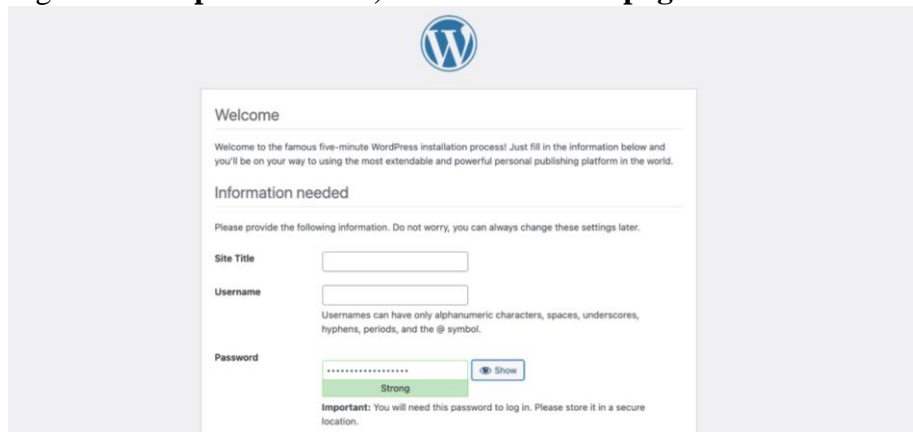 Welcome
Welcome to the famous five-minute WordPress installation process! Just fill in the information below and
you'll be on your way to using the most extendable and powerful personal publishing platform in the world.
Information needed
Please provide the following information. Do not worry, you can always change these settings later.
Site Title
Username
Usernames can have only alphanumeric characters, spaces, underscores,
hyphens, periods, and the @ symbol.
Password
•••••••••••••••••• Show
Strong
Important: You will need this password to log in. Please store it in a secure
location.